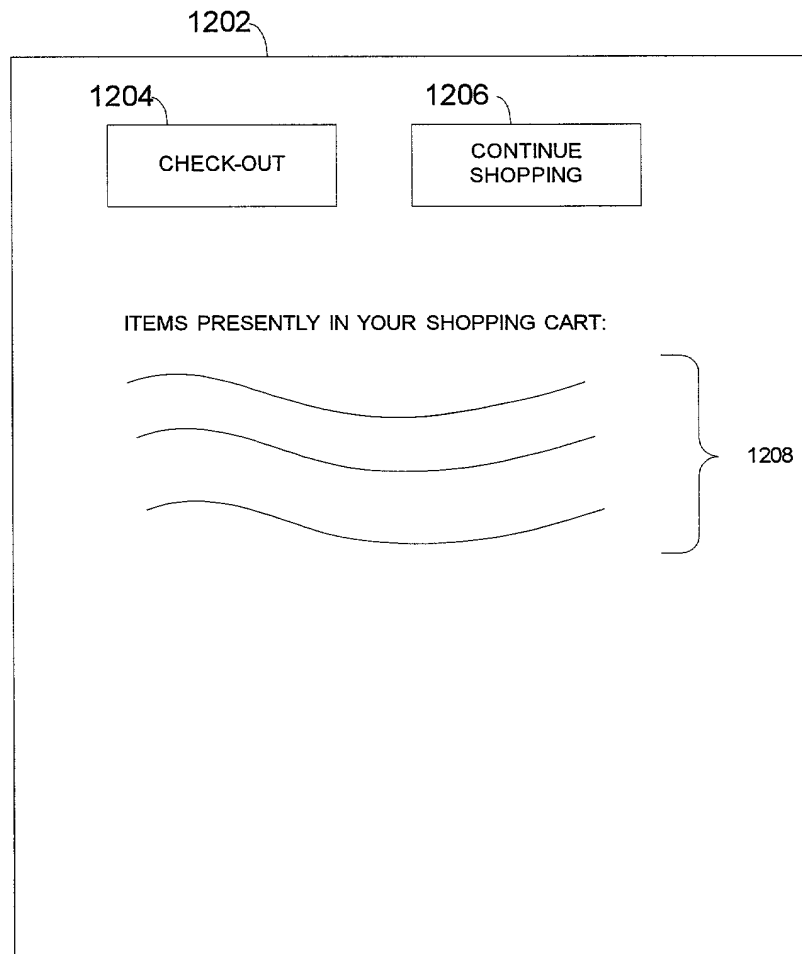 1202
1204
1206
CHECK-OUT
CONTINUE
SHOPPING
ITEMS PRESENTLY IN YOUR SHOPPING CART:
1208